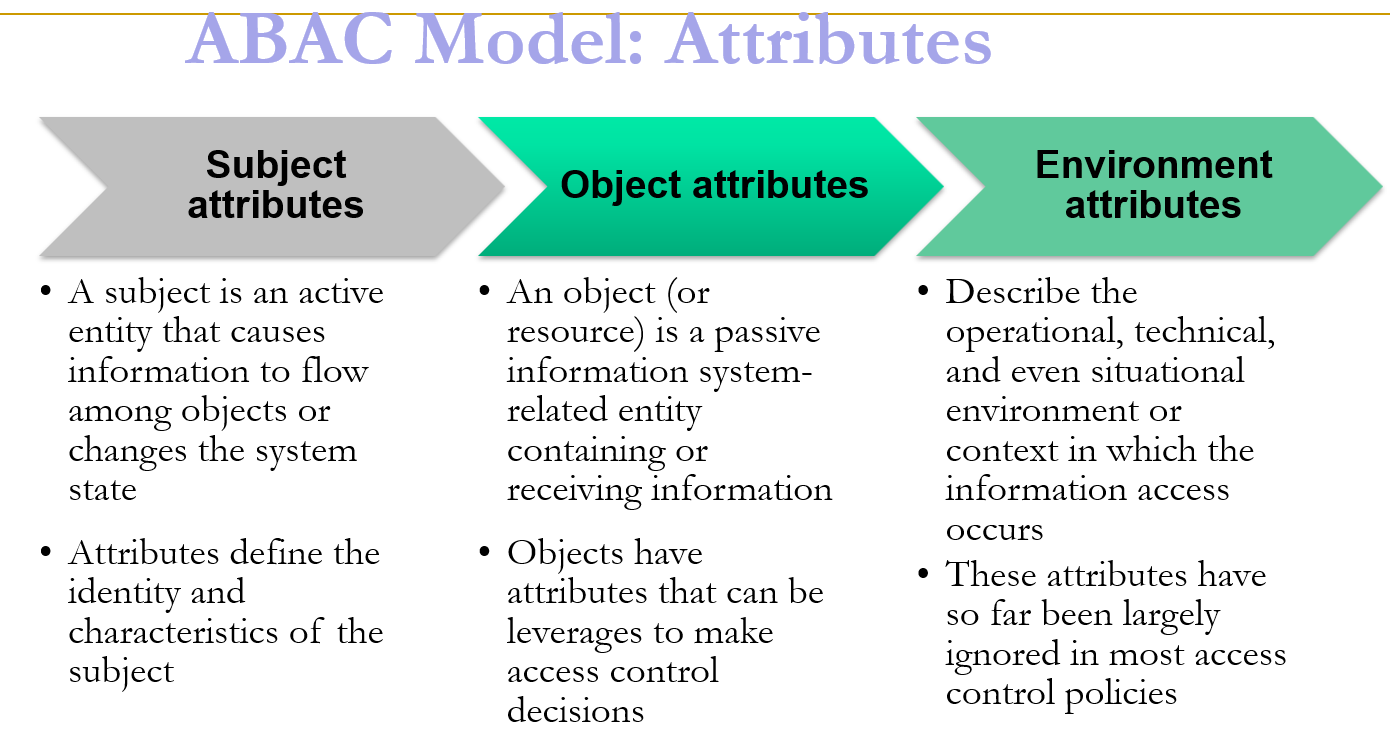 ABAC Model: Attributes
Subject
attributes
• A subject is an active
entity that causes
information to flow
among objects or
changes the system
state
• Attributes define the
identity and
characteristics of the
subject
Object attributes
• An object (or
resource) is a passive
information system-
related entity
containing or
receiving information
• Objects have
attributes that can be
leverages to make
access control
decisions
Environment
attributes
• Describe the
operational, technical,
and even situational
environment or
context in which the
information access
occurs
• These attributes have
so far been largely
ignored in most access
control policies